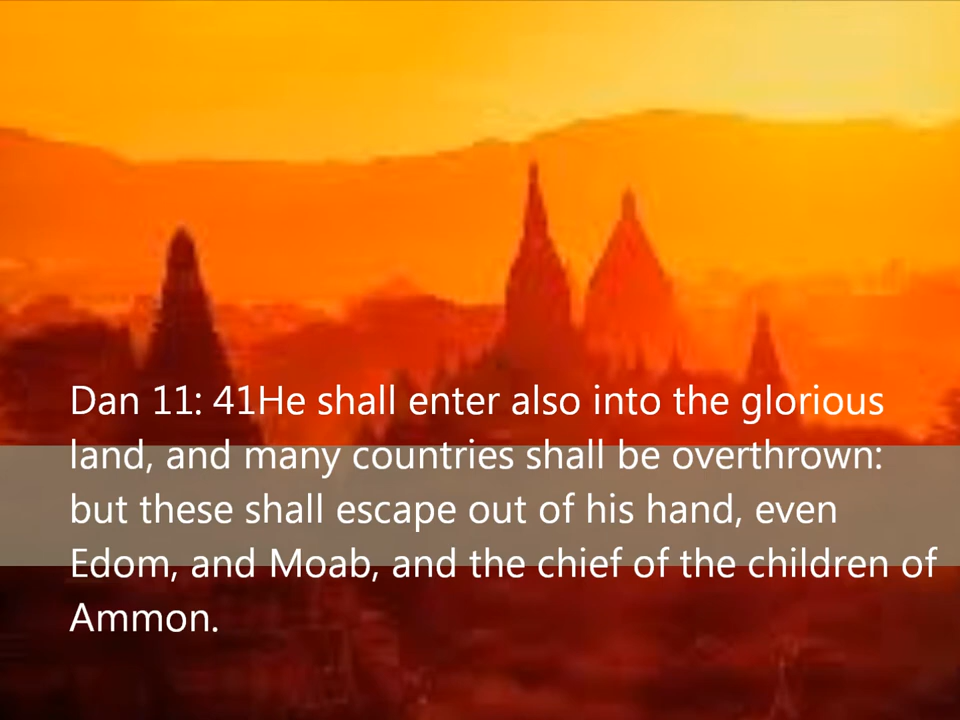 Dan 11: 41He shall enter also into the glorious
land, and many countries shall be overthrown:
but these shall escape out of his hand, even
Edom, and Moab, and the chief of the children of
Ammon.